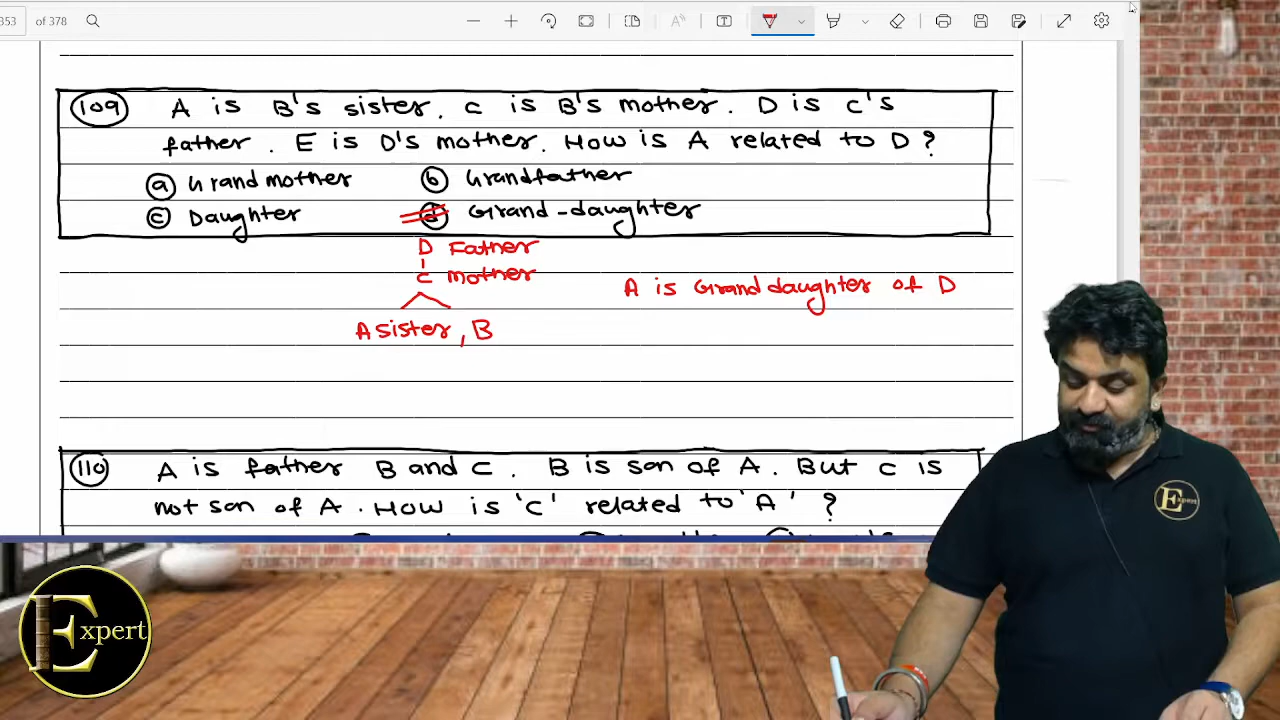 353 of 378
109 A is B's sister. C is B's mother. D is C's
father. E is D's mother. How is A related to D?
a Grandmother b Grandfather
c Daughter d Grand-daughter
D Father
C mother
A is Granddaughter of D
A sister, B
110 A is father B and C. B is son of A. But C is
not son of A. How is 'C' related to 'A' ?
Expert
Expert